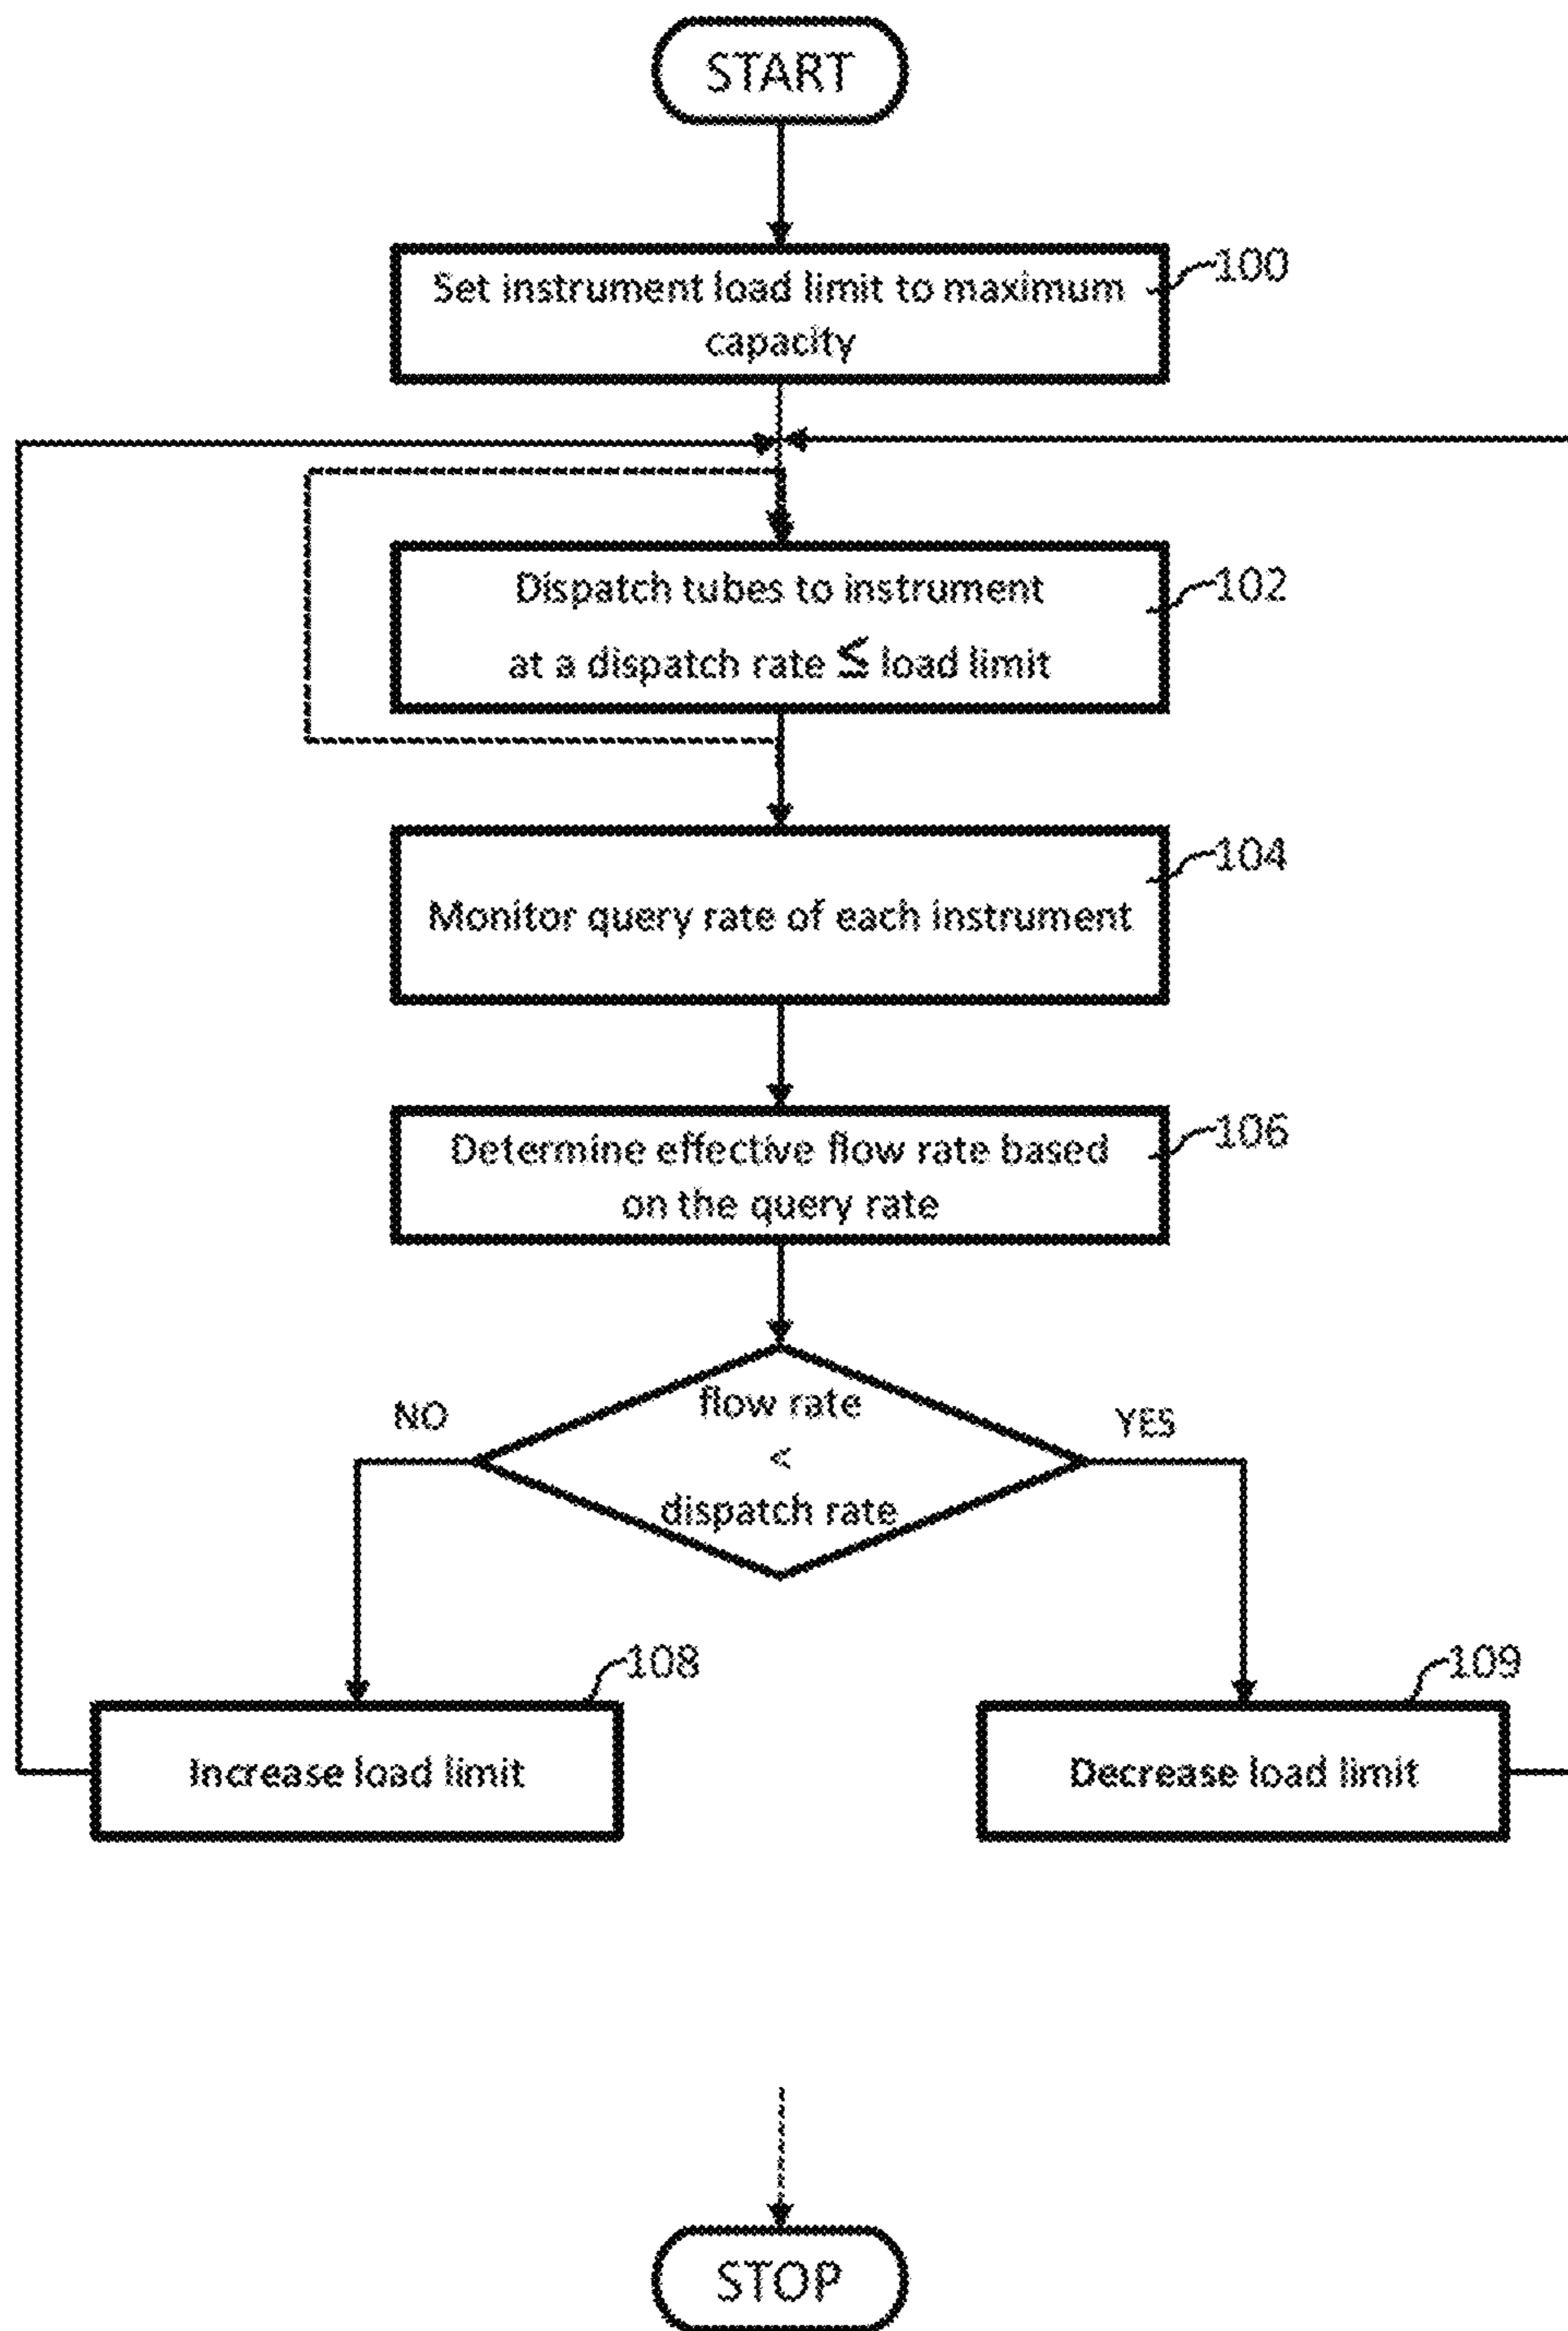 START
Set instrument load limit to maximum
capacity
100
Dispatch tubes to instrument
at a dispatch rate ≦ load limit
102
Monitor query rate of each instrument
104
Determine effective flow rate based
on the query rate
106
flow rate
<
dispatch rate
NO
YES
108
Increase load limit
109
Decrease load limit
STOP